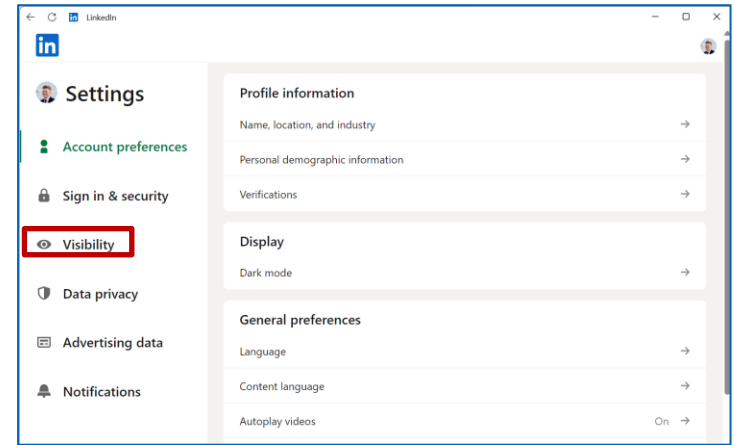 LinkedIn
in
Settings
Account preferences
Sign in & security
Visibility
Data privacy
Advertising data
Notifications
Profile information
Name, location, and industry
Personal demographic information
Verifications
Display
Dark mode
General preferences
Language
Content language
Autoplay videos On